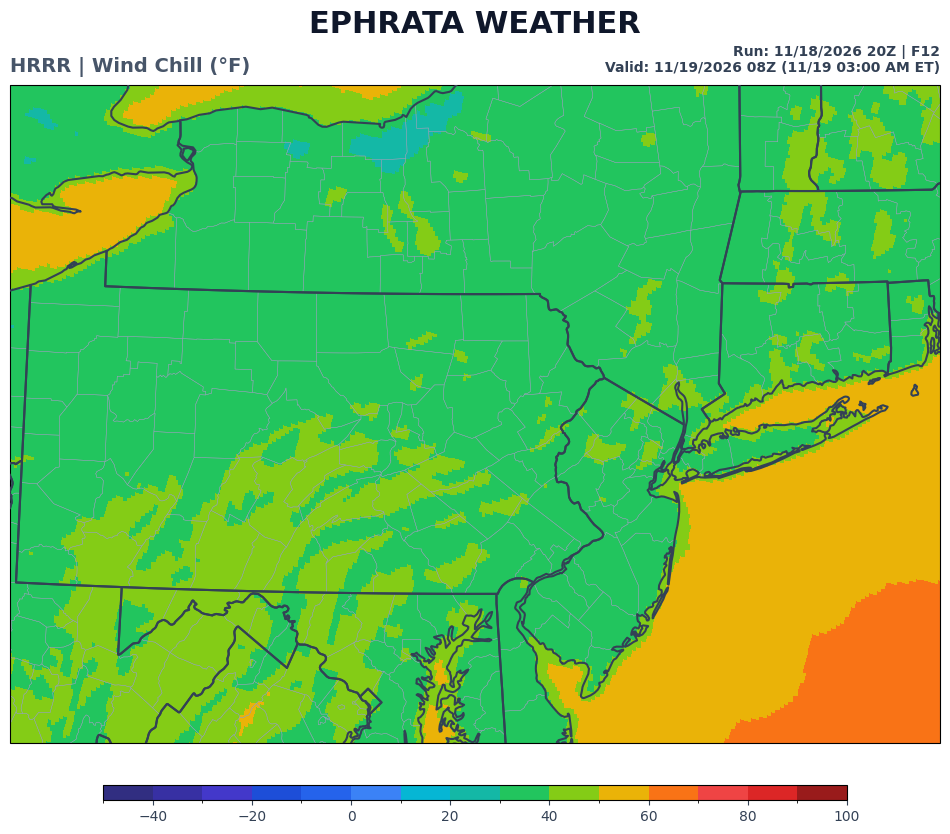 EPHRATA WEATHER
HRRR | Wind Chill (°F)
Run: 11/18/2026 20Z | F12
Valid: 11/19/2026 08Z (11/19 03:00 AM ET)
−40 −20 0 20 40 60 80 100